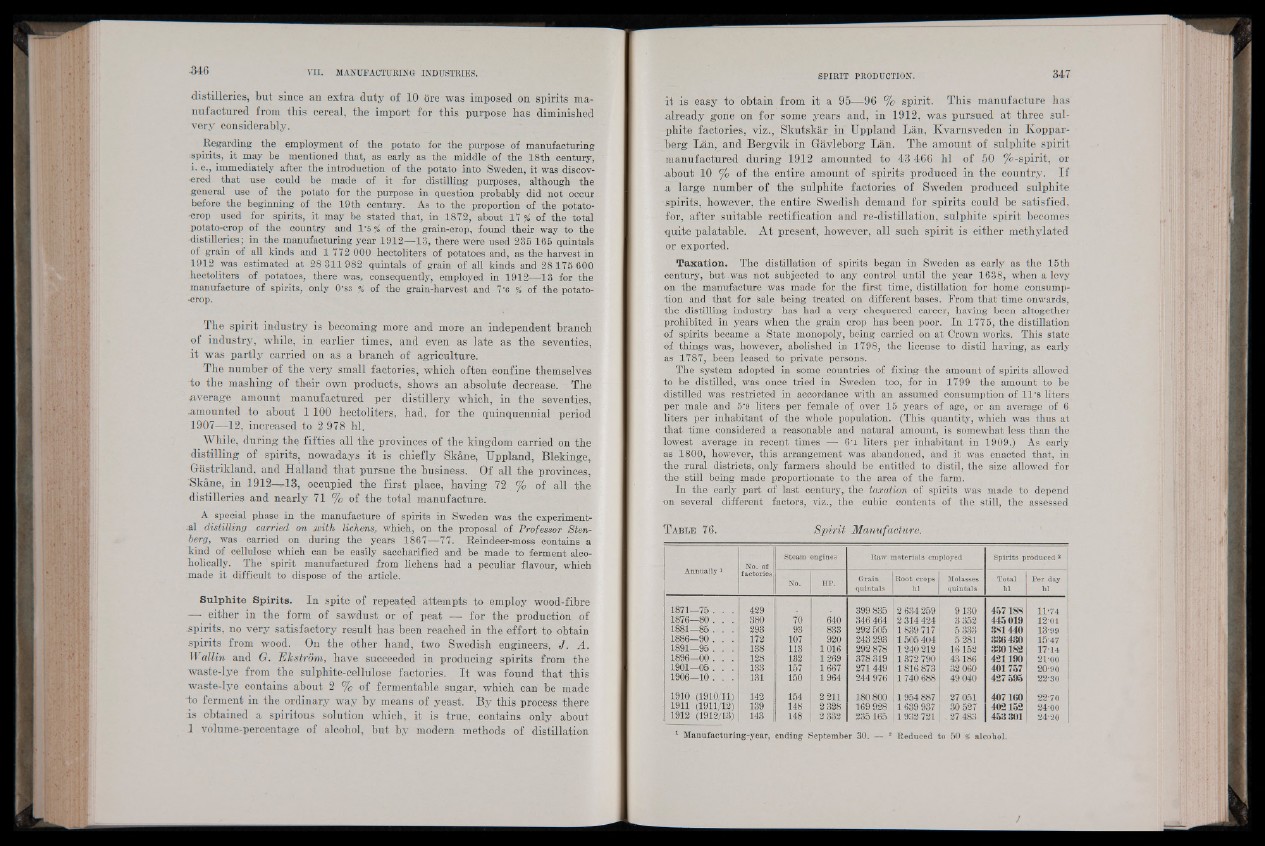 346 VII. MANUFACTURING INDUSTRIES.
distilleries, but since an extra duty of 10 öre was imposed on spirits ma-
nufactured from this cereal, the import for this purpose has diminished
very considerably.
Regarding the employment of the potato for the purpose of manufacturing
spirits, it may be mentioned that, as early as the middle of the 18th century,
i. e., immediately after the introduction of the potato into Sweden, it was discov-
ered that use could be made of it for distilling purposes, although the
general use of the potato for the purpose in question probably did not occur
before the beginning of the 19th century. As to the proportion of the potato-
crop used for spirits, it may be stated that, in 1872, about 17 % of the total
potato-crop of the country and 1·5 % of the grain-crop, found their way to the
distilleries; in the manufacturing year 1912—13, there were used 235 165 quintals
of grain of all kinds and 1 772 000 hectoliters of potatoes and, as the harvest in
1912 was estimated at 28 311 982 quintals of grain of all kinds and 28 175 600
hectoliters of potatoes, there was, consequently, employed in 1912—13 for the
manufacture of spirits, only 0·83 % of the grain-harvest and 7·6 % of the potato-
crop.
The spirit industry is becoming more and more an independent branch
of industry, while, in earlier times, and even as late as the seventies,
it was partly carried on as a branch of agriculture.
The number of the very small factories, which often confine themselves
to the mashing of their own products, shows an absolute decrease. The
average amount manufactured per distillery which, in the seventies,
amounted to about 1 100 hectoliters, had, for the quinquennial period
1907—12, increased to 2 978 hl.
While, during the fifties all the provinces of the kingdom carried on the
distilling of spirits, nowadays it is chiefly Skåne, Uppland, Blekinge,
Gästrikland, and Halland that pursue the business. Of all the provinces,
Skåne, in 1912—13, occupied the first place, having 72 % of all the
distilleries and nearly 71 % of the total manufacture.
A special phase in the manufacture of spirits in Sweden was the experiment-
al distilling carried on with lichens, which, on the proposal of Professor Sten-
berg, was carried on during the years 1867—77. Reindeer-moss contains a
kind of cellulose which can be easily saccharified and be made to ferment alco-
holically. The spirit manufactured from lichens had a peculiar flavour, which
made it difficult to dispose of the article.
Sulphite Spirits. In spite of repeated attempts to employ wood-fibre
— either in the form of sawdust or of peat — for the production of
spirits, no very satisfactory result has been reached in the effort to obtain
spirits from wood. On the other hand, two Swedish engineers, J. A.
Wallin and G. Ekström, have succeeded in producing spirits from the
waste-lye from the sulphite-cellulose factories. It was found that this
waste-lye contains about 2 % of fermentable sugar, which can be made
to ferment in the ordinary way by means of yeast. By this process there
is obtained a spiritous solution which, it is true, contains only about
1 volume-percentage of alcohol, but by modern methods of distillation
SPIRIT PRODUCTION. 347
it is easy to obtain from it a 95—96 % spirit. This manufacture has
already gone on for some years and, in 1912, was pursued at three sul-
phite factories, viz., Skutskär in Uppland Län, Kvarnsveden in Koppar-
berg Län, and Bergvik in Gävleborg Län. The amount of sulphite spirit
manufactured during 1912 amounted to 43 466 hl of 50 %-spirit, or
about 10 % of the entire amount of spirits produced in the country. If
a large number of the sulphite factories of Sweden produced sulphite
spirits, however, the entire Swedish demand for spirits could be satisfied,
for, after suitable rectification and re-distillation, sulphite spirit becomes
quite palatable. At present, however, all such spirit is either methylated
or exported.
Taxation. The distillation of spirits began in Sweden as early as the 15th
century, but was not subjected to any control until the year 1638, when a levy
on the manufacture was made for the first time, distillation for home consump-
tion and that for sale being treated on different bases. From that time onwards,
the distilling industry has had a very chequered career, having been altogether
prohibited in years when the grain crop has been poor. In 1775, the distillation
of spirits became a State monopoly, being carried on at Crown works. This state
of things was, however, abolished in 1798, the license to distil having, as early
as 1787, been leased to private persons.
The system adopted in some countries of fixing the amount of spirits allowed
to be distilled, was once tried in Sweden too, for in 1799 the amount to be
distilled was restricted in accordance with an assumed consumption of 11·8 liters
per male and 5·9 liters per female of over 15 years of age, or an average of 6
liters per inhabitant of the whole population. (This quantity, which was thus at
that time considered a reasonable and natural amount, is somewhat less than the
lowest average in recent times — 6·1 liters per inhabitant in 1909.) As early
as 1800, however, this arrangement was abandoned, and it was enacted that, in
the rural districts, only farmers should be entitled to distil, the size allowed for
the still being made proportionate to the area of the farm.
In the early part of last century, the taxation of spirits was made to depend
on several different factors, viz., the cubic contents of the still, the assessed
TABLE 76. Spirit Manufacture.
Annually ¹ No. of factories Steam engines Raw materials employed Spirits produced ²
No. HP. Grain quintals Root crops hl Molasses quintals Total hl Per day hl
1871—75 . . . 429 - - 399 835 2 634 259 9 130 457 188 11·74
1876—80 . . . 380 70 640 346 464 2 314 424 3 352 445 019 12·01
1881—85 . . . 293 93 833 292 505 1 839 717 5 333 381 440 13·99
1886—90 . . . 172 107 920 243 293 1 505 404 5 281 336 430 15·47
1891—95 . . . 138 113 1 016 292 878 1 240 212 16 152 330 182 17·14
1896—00 . . . 128 132 1 269 378 319 1 372 790 43 186 421 190 21·00
1901—05 . . . 133 157 1 667 271 449 1 816 873 32 060 401 757 20·90
1906—10 . . . 131 150 1 964 244 976 1 740 688 49 040 427 595 22·90
1910 (1910/11) 142 154 2 211 180 800 1 954 887 27 051 407 160 22·70
1911 (1911/12) 139 148 2 328 169 928 1 639 937 30 527 402 152 24·00
1912 (1912/13) 143 148 2 352 235 165 1 932 721 27 483 453 301 24·20
¹ Manufacturing-year, ending September 30. — ² Reduced to 50 % alcohol.